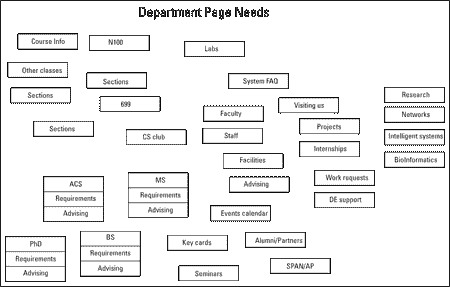 Department Page Needs
Course Info
N100
Labs
Other classes
Sections
System FAQ
Sections
699
Visiting us
Research
Faculty
Networks
Sections
CS club
Staff
Projects
Intelligent systems
Internships
Facilities
BioInformatics
ACS
Requirements
Advising
MS
Requirements
Advising
Advising
Work requests
DE support
Events calendar
PhD
Requirements
Advising
BS
Requirements
Advising
Key cards
Alumni/Partners
Seminars
SPAN/AP